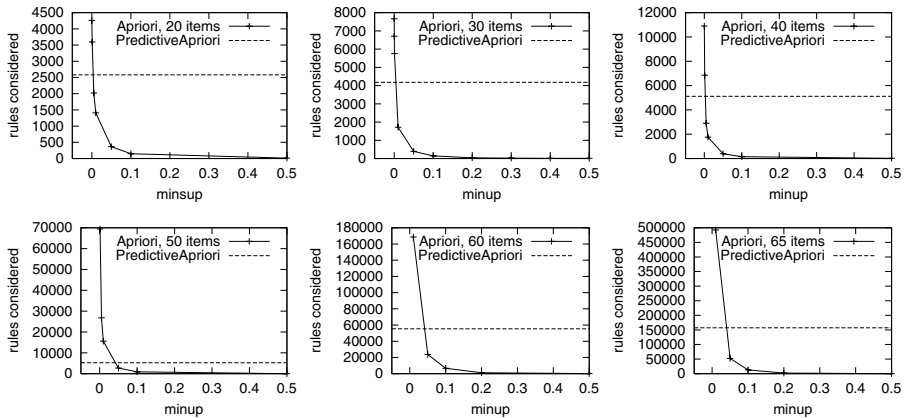 4500
4000
3500
3000
2500
2000
1500
1000
500
0
rules considered
Apriori, 20 items
PredictiveApriori
0 0.1 0.2 0.3 0.4 0.5
minsup
8000
7000
6000
5000
4000
3000
2000
1000
0
rules considered
Apriori, 30 items
PredictiveApriori
0 0.1 0.2 0.3 0.4 0.5
minup
12000
10000
8000
6000
4000
2000
0
rules considered
Apriori, 40 items
PredictiveApriori
0 0.1 0.2 0.3 0.4 0.5
minup
70000
60000
50000
40000
30000
20000
10000
0
rules considered
Apriori, 50 items
PredictiveApriori
0 0.1 0.2 0.3 0.4 0.5
minup
180000
160000
140000
120000
100000
80000
60000
40000
20000
0
rules considered
Apriori, 60 items
PredictiveApriori
0 0.1 0.2 0.3 0.4 0.5
minup
500000
450000
400000
350000
300000
250000
200000
150000
100000
50000
0
rules considered
Apriori, 65 items
PredictiveApriori
0 0.1 0.2 0.3 0.4 0.5
minup